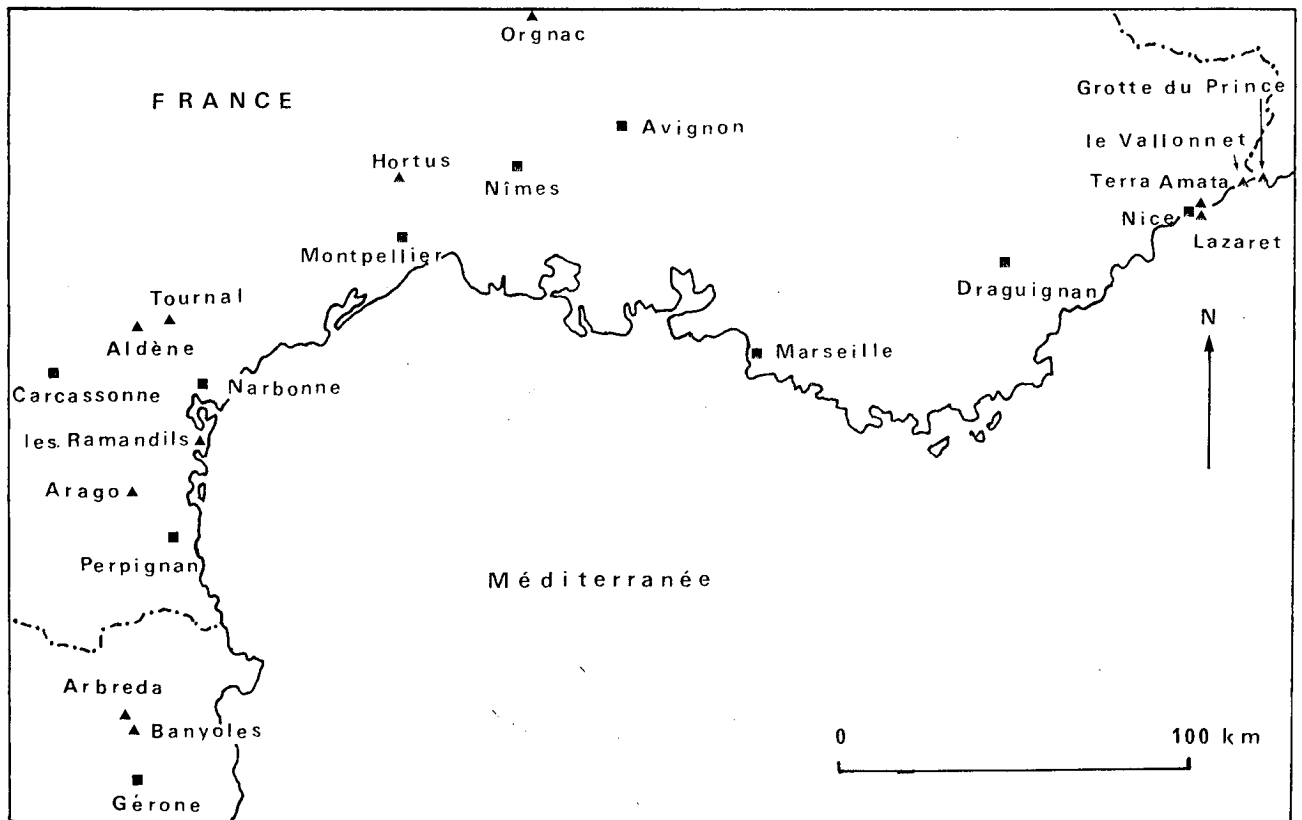 Orgnac
FRANCE
Grotte du Prince
Avignon
le Vallonnet
Hortus
Nîmes
Terra Amata
Nice
Montpellier
Lazaret
Draguignan
Tournal
N
Aldène
Marseille
Carcassonne
Narbonne
les. Ramandils
Arago
Perpignan
Méditerranée
Arbreda
Banyoles
0 100 km
Gérone